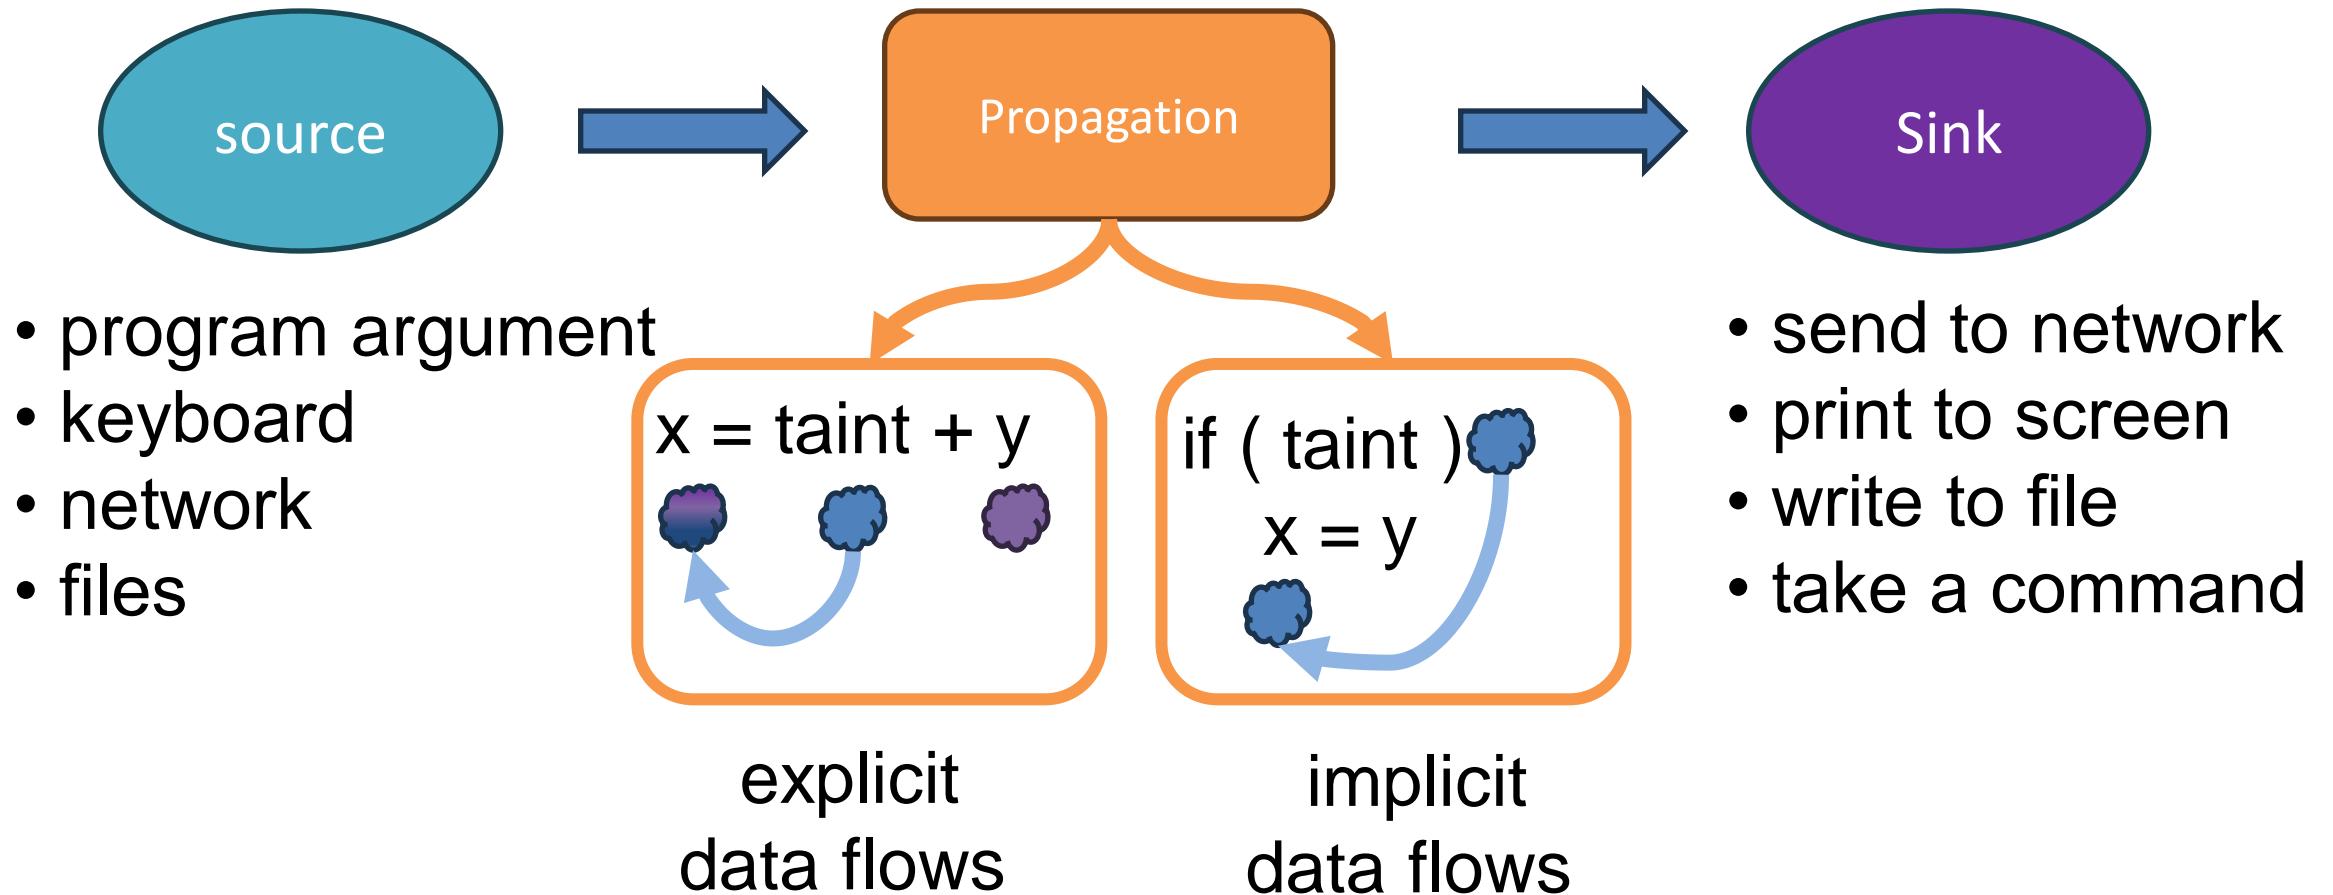 source
Propagation
Sink
• program argument
• keyboard
• network
• files
x = taint + y
if ( taint )
x = y
explicit
data flows
implicit
data flows
• send to network
• print to screen
• write to file
• take a command